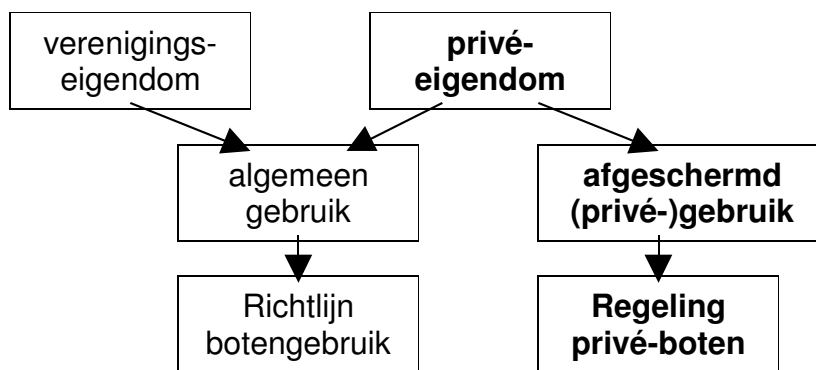 verenigings-
eigendom
privé-
eigendom
algemeen
gebruik
afgeschermd
(privé-)gebruik
Richtlijn
botengebruik
Regeling
privé-boten